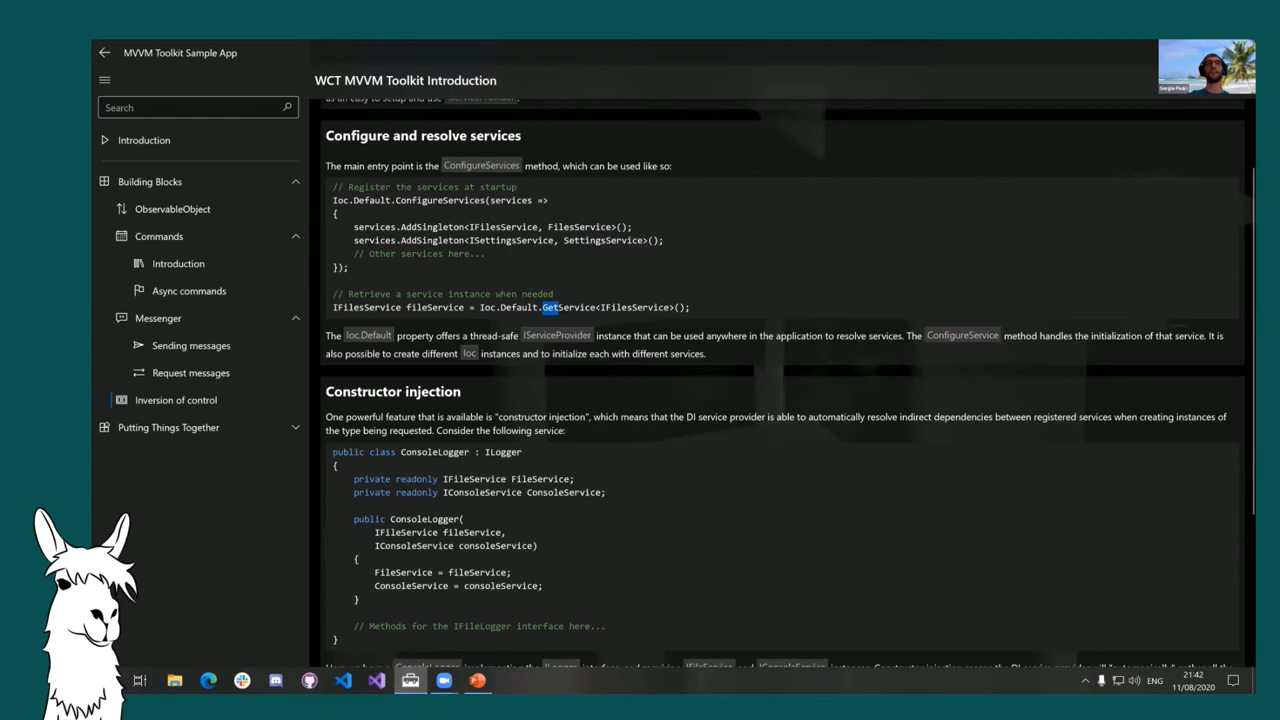 MVVM Toolkit Sample App
Search
Introduction
Building Blocks
ObservableObject
Commands
Introduction
Async commands
Messenger
Sending messages
Request messages
Inversion of control
Putting Things Together
WCT MVVM Toolkit Introduction
as an easy to setup and use IServiceProvider.
Configure and resolve services
The main entry point is the ConfigureServices method, which can be used like so:
// Register the services at startup
Ioc.Default.ConfigureServices(services =>
{
services.AddSingleton<IFilesService, FilesService>();
services.AddSingleton<ISettingsService, SettingsService>();
// Other services here...
});
// Retrieve a service instance when needed
IFilesService fileService = Ioc.Default.GetService<IFilesService>();
The Ioc.Default property offers a thread-safe IServiceProvider instance that can be used anywhere in the application to resolve services. The ConfigureService method handles the initialization of that service. It is
also possible to create different Ioc instances and to initialize each with different services.
Constructor injection
One powerful feature that is available is "constructor injection", which means that the DI service provider is able to automatically resolve indirect dependencies between registered services when creating instances of
the type being requested. Consider the following service:
public class ConsoleLogger : ILogger
{
private readonly IFileService FileService;
private readonly IConsoleService ConsoleService;
public ConsoleLogger(
IFileService fileService,
IConsoleService consoleService)
{
FileService = fileService;
ConsoleService = consoleService;
}
// Methods for the IFileLogger interface here...
}
Sergio Pedri
ENG
21:42
11/08/2020